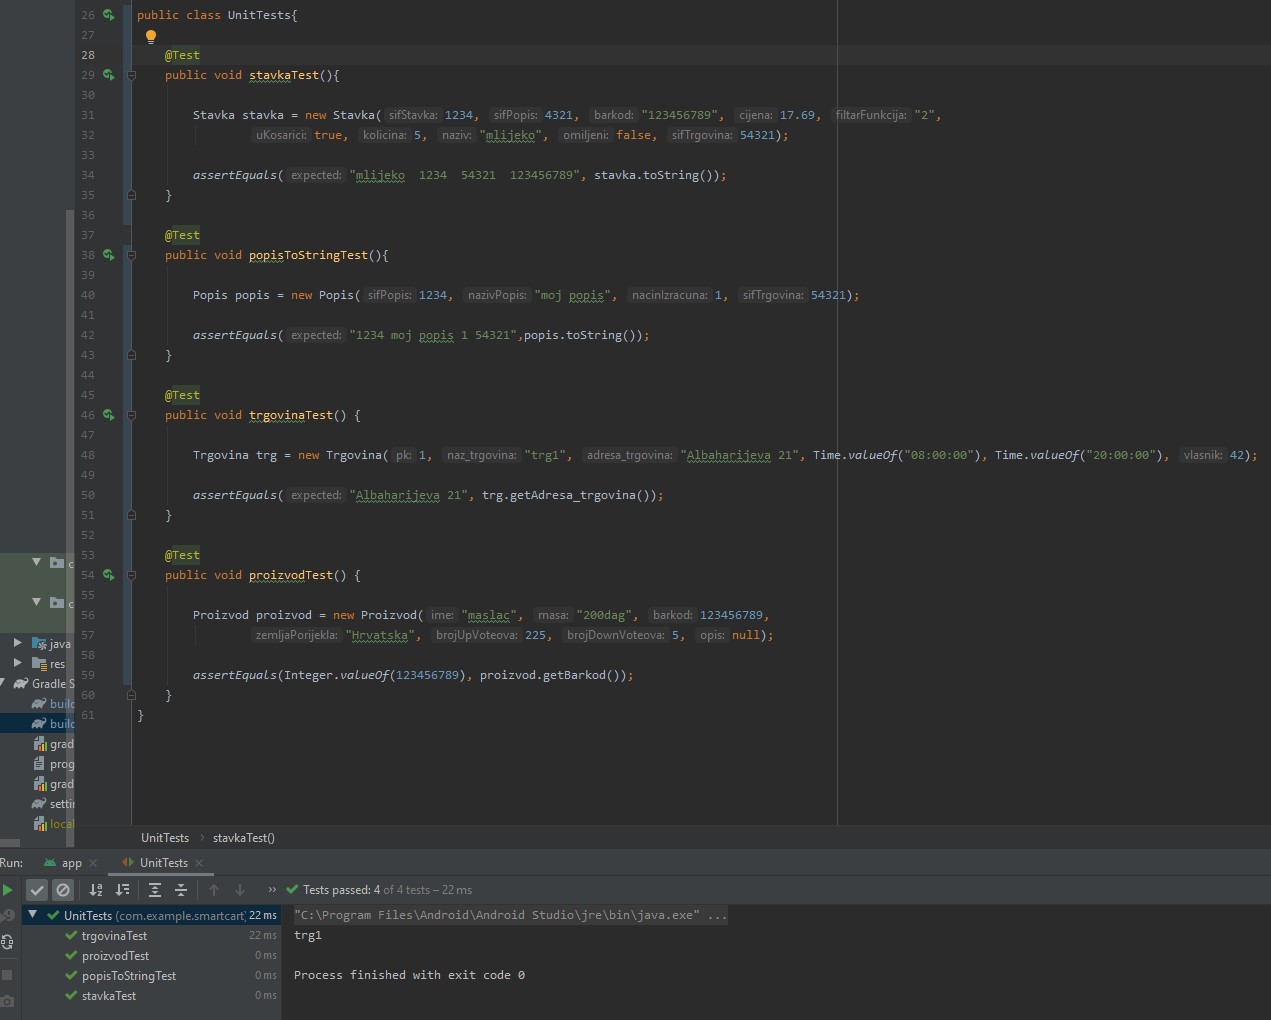 26 public class UnitTests{
27
28 @Test
29 public void stavkaTest(){
30
31 Stavka stavka = new Stavka( sifStavka: 1234, sifPopis: 4321, barkod: "123456789", cijena: 17.69, filtarFunkcija: "2",
32 uKosarici: true, kolicina: 5, naziv: "mlijeko", omiljeni: false, sifTrgovina: 54321);
33
34 assertEquals( expected: "mlijeko  1234  54321  123456789", stavka.toString());
35 }
36
37 @Test
38 public void popisToStringTest(){
39
40 Popis popis = new Popis( sifPopis: 1234, nazivPopis: "moj popis", nacinIzracuna: 1, sifTrgovina: 54321);
41
42 assertEquals( expected: "1234 moj popis 1 54321",popis.toString());
43 }
44
45 @Test
46 public void trgovinaTest() {
47
48 Trgovina trg = new Trgovina( pk: 1, naz_trgovina: "trg1", adresa_trgovina: "Albaharijeva 21", Time.valueOf("08:00:00"), Time.valueOf("20:00:00"), vlasnik: 42);
49
50 assertEquals( expected: "Albaharijeva 21", trg.getAdresa_trgovina());
51 }
52
53 @Test
54 public void proizvodTest() {
55
56 Proizvod proizvod = new Proizvod( ime: "maslac", masa: "200dag", barkod: 123456789,
57 zemljaPorijekla: "Hrvatska", brojUpVoteova: 225, brojDownVoteova: 5, opis: null);
58
59 assertEquals(Integer.valueOf(123456789), proizvod.getBarkod());
60 }
61 }
c
c
java
res
Gradle S
build
build
grad
prog
grad
settin
local
UnitTests › stavkaTest()
Run: app × UnitTests ×
» Tests passed: 4 of 4 tests – 22 ms
UnitTests (com.example.smartcart 22 ms
trgovinaTest 22 ms
proizvodTest 0 ms
popisToStringTest 0 ms
stavkaTest 0 ms
"C:\Program Files\Android\Android Studio\jre\bin\java.exe" ...
trg1
Process finished with exit code 0